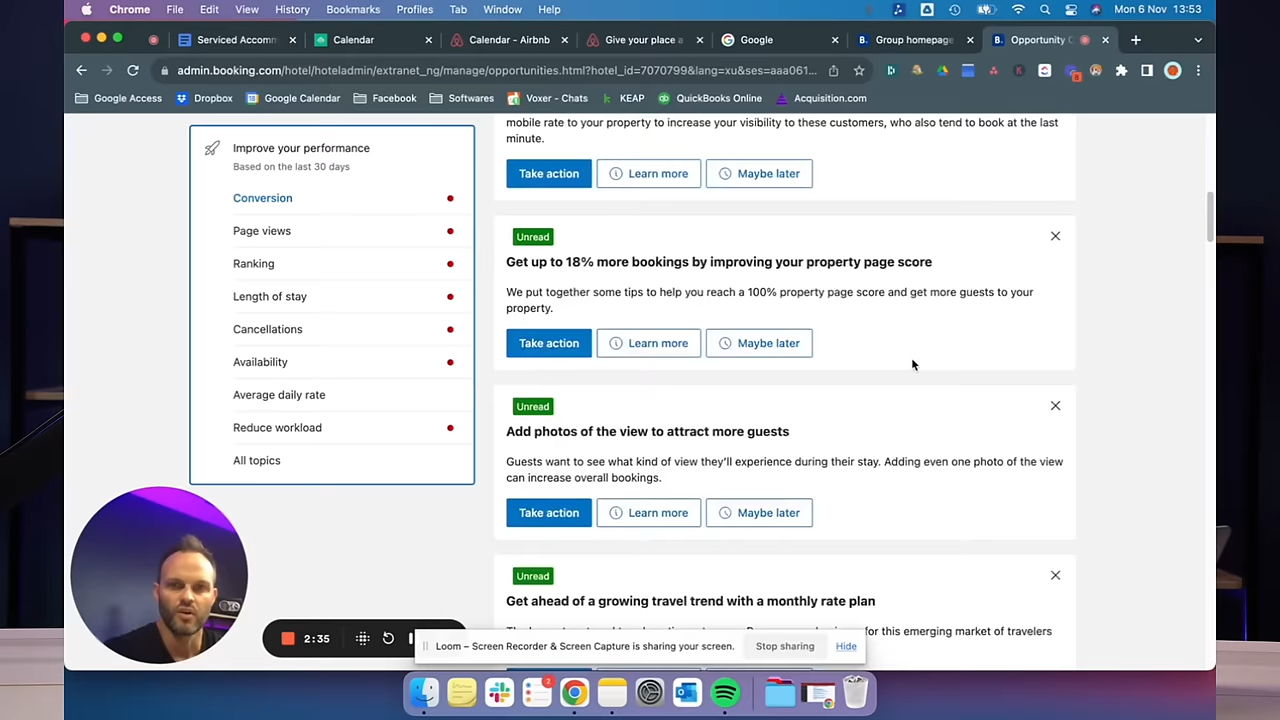 Chrome File Edit View History Bookmarks Profiles Tab Window Help Mon 6 Nov 13:53
Serviced Accomm Calendar Calendar - Airbnb Give your place a Google Group homepage Opportunity C
admin.booking.com/hotel/hoteladmin/extranet_ng/manage/opportunities.html?hotel_id=7070799&lang=xu&ses=aaa061...
Google Access Dropbox Google Calendar Facebook Softwares Voxer - Chats KEAP QuickBooks Online Acquisition.com
Improve your performance
Based on the last 30 days
Conversion
Page views
Ranking
Length of stay
Cancellations
Availability
Average daily rate
Reduce workload
All topics
mobile rate to your property to increase your visibility to these customers, who also tend to book at the last
minute.
Take action Learn more Maybe later
Unread
Get up to 18% more bookings by improving your property page score
We put together some tips to help you reach a 100% property page score and get more guests to your
property.
Take action Learn more Maybe later
Unread
Add photos of the view to attract more guests
Guests want to see what kind of view they'll experience during their stay. Adding even one photo of the view
can increase overall bookings.
Take action Learn more Maybe later
Unread
Get ahead of a growing travel trend with a monthly rate plan
for this emerging market of travelers
2:35
Loom – Screen Recorder & Screen Capture is sharing your screen. Stop sharing Hide
2